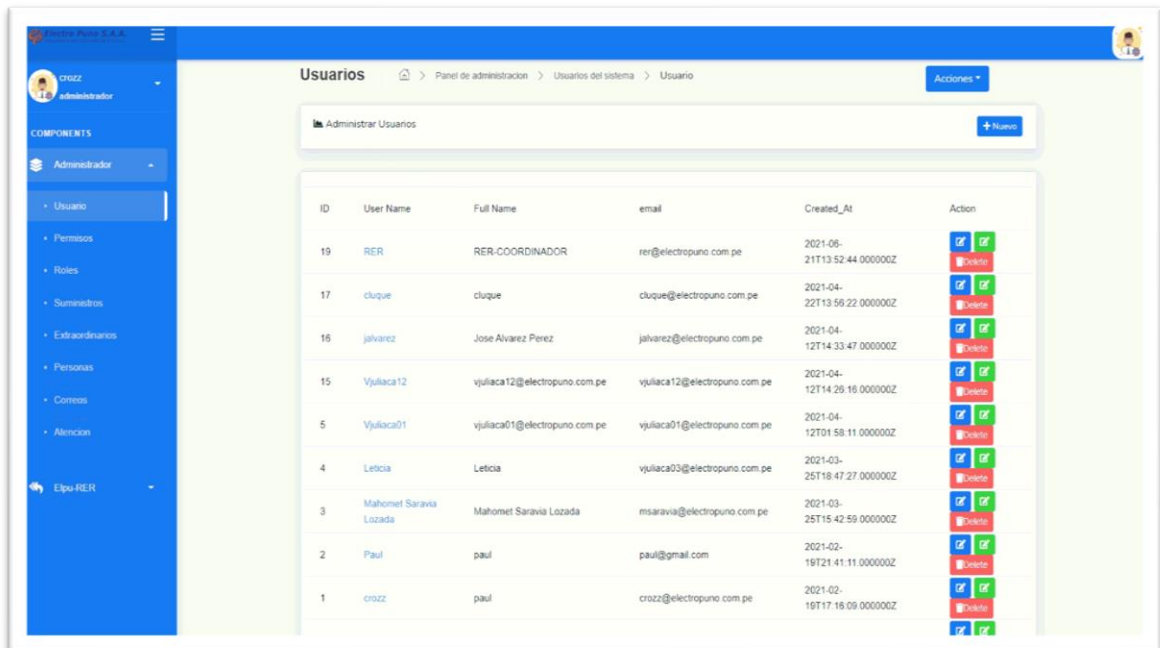 Electro Puno S.A.A.
crozz
administrador
COMPONENTS
Administrador
Usuario
Permisos
Roles
Suministros
Extraordinarios
Personas
Correos
Atencion
Elpu-RER
Usuarios > Panel de administracion > Usuarios del sistema > Usuario
Acciones
Administrar Usuarios
+ Nuevo
ID User Name Full Name email Created_At Action
19 RER RER-COORDINADOR rer@electropuno.com.pe 2021-06-
21T13:52:44.000000Z
Delete
17 cluque cluque cluque@electropuno.com.pe 2021-04-
22T13:56:22.000000Z
Delete
16 jalvarez Jose Alvarez Perez jalvarez@electropuno.com.pe 2021-04-
12T14:33:47.000000Z
Delete
15 Vjuliaca12 vjuliaca12@electropuno.com.pe vjuliaca12@electropuno.com.pe 2021-04-
12T14:26:16.000000Z
Delete
5 Vjuliaca01 vjuliaca01@electropuno.com.pe vjuliaca01@electropuno.com.pe 2021-04-
12T01:58:11.000000Z
Delete
4 Leticia Leticia vjuliaca03@electropuno.com.pe 2021-03-
25T18:47:27.000000Z
Delete
3 Mahomet Saravia
Lozada Mahomet Saravia Lozada msaravia@electropuno.com.pe 2021-03-
25T15:42:59.000000Z
Delete
2 Paul paul paul@gmail.com 2021-02-
19T21:41:11.000000Z
Delete
1 crozz paul crozz@electropuno.com.pe 2021-02-
19T17:16:09.000000Z
Delete